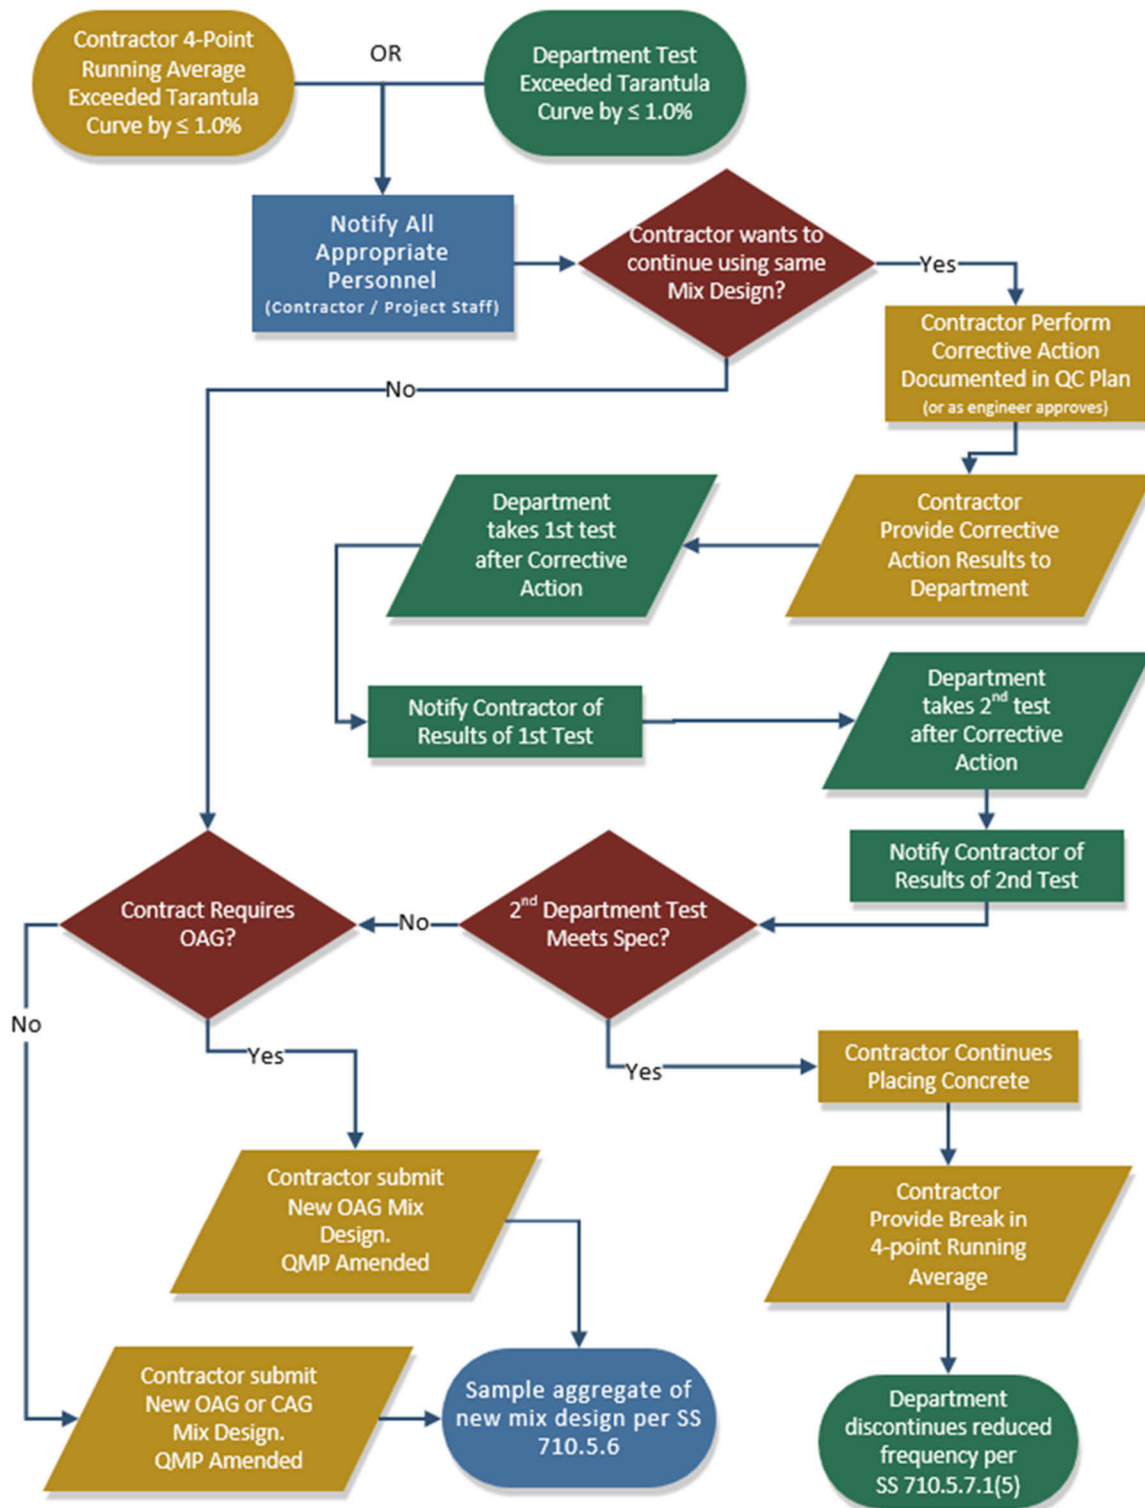 Contractor 4-Point
Running Average
Exceeded Tarantula
Curve by ≤ 1.0%
OR
Department Test
Exceeded Tarantula
Curve by ≤ 1.0%
Notify All
Appropriate
Personnel
(Contractor / Project Staff)
Contractor wants to
continue using same
Mix Design?
Yes
Contractor Perform
Corrective Action
Documented in QC Plan
(or as engineer approves)
No
Department
takes 1st test
after Corrective
Action
Contractor
Provide Corrective
Action Results to
Department
Notify Contractor of
Results of 1st Test
Department
takes 2nd test
after Corrective
Action
Notify Contractor of
Results of 2nd Test
Contract Requires
OAG?
No
2nd Department Test
Meets Spec?
No
Yes
Yes
Contractor Continues
Placing Concrete
Contractor submit
New OAG Mix
Design.
QMP Amended
Contractor
Provide Break in
4-point Running
Average
Contractor submit
New OAG or CAG
Mix Design.
QMP Amended
Sample aggregate of
new mix design per SS
710.5.6
Department
discontinues reduced
frequency per
SS 710.5.7.1(5)